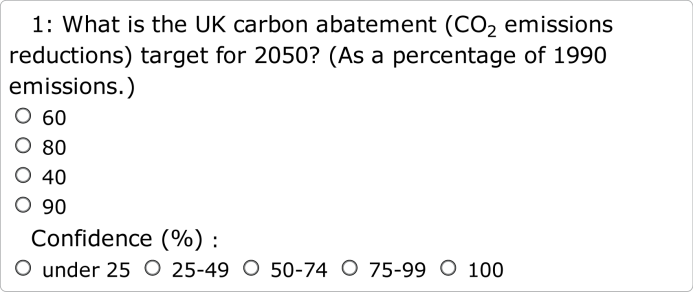 1: What is the UK carbon abatement (CO₂ emissions
reductions) target for 2050? (As a percentage of 1990
emissions.)
60
80
40
90
Confidence (%) :
under 25 25-49 50-74 75-99 100